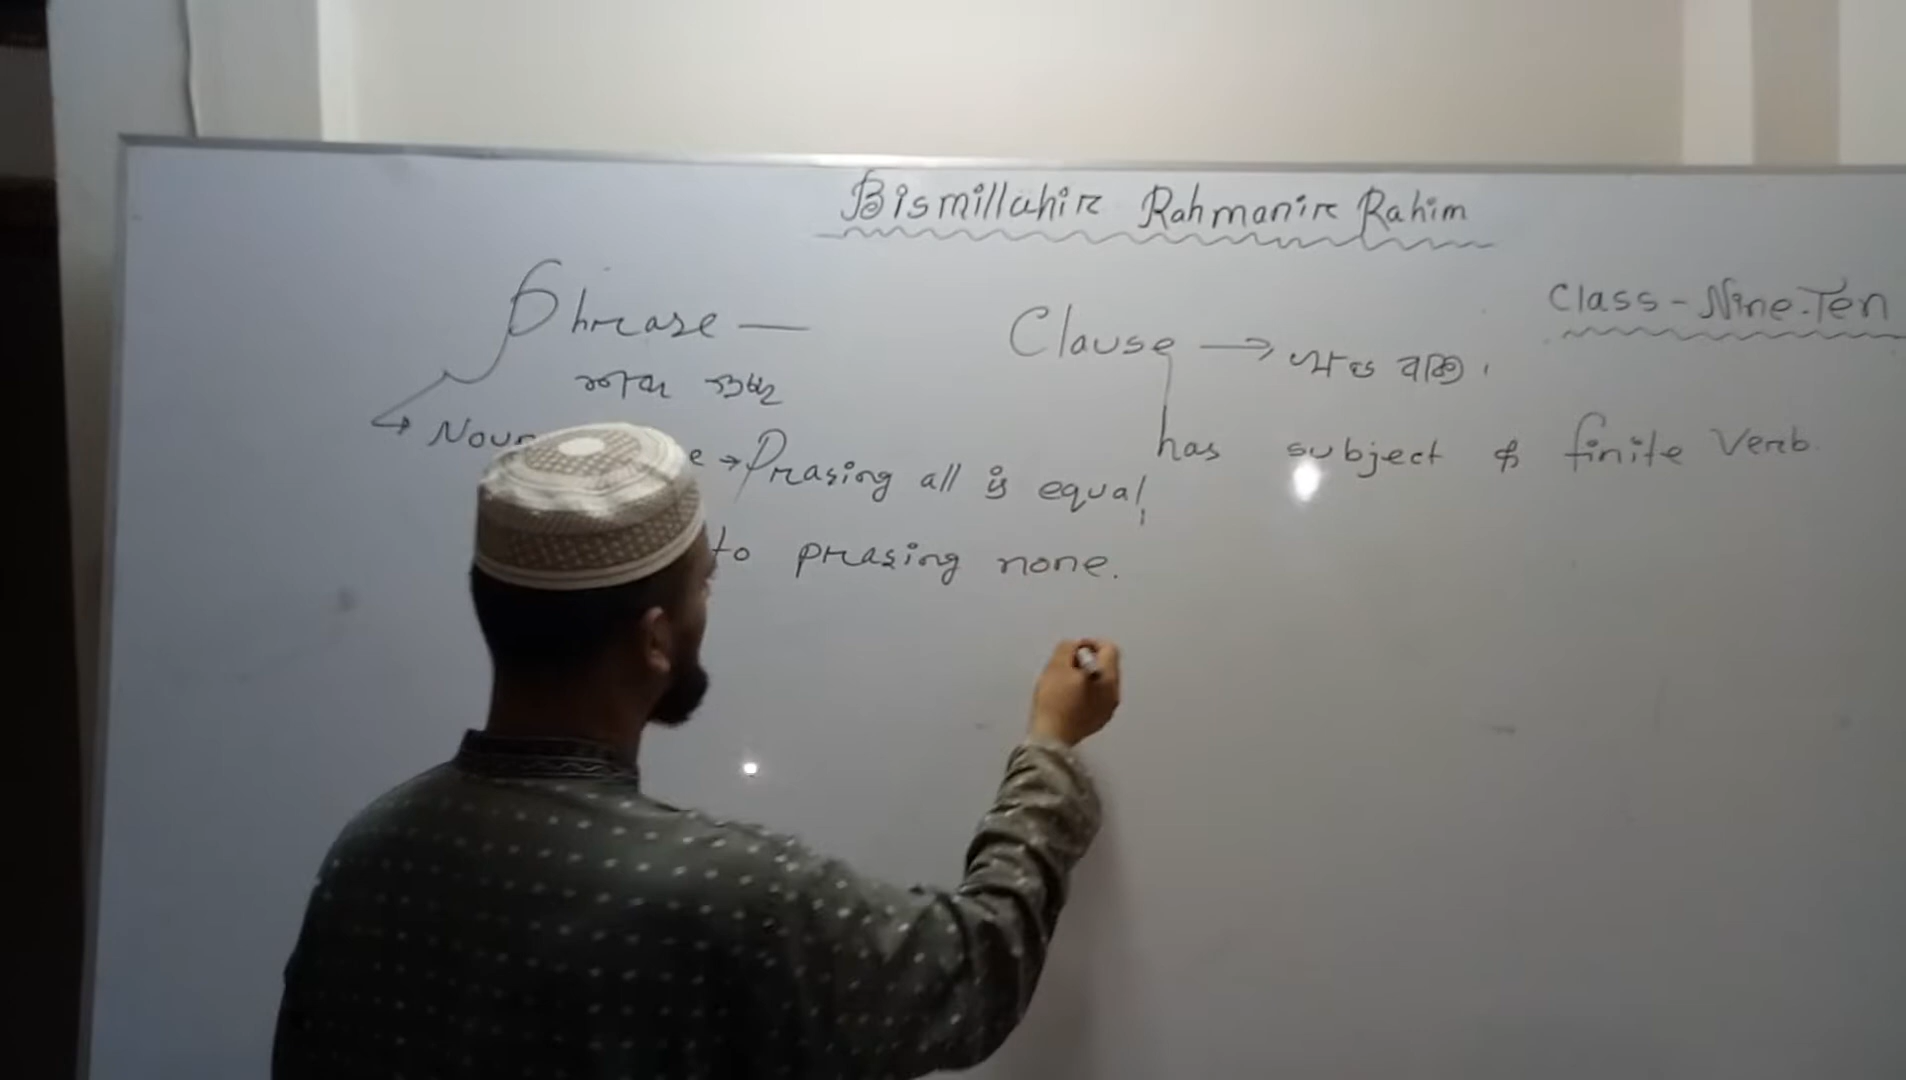 Bismillahir Rahmanir Rahim
Class-Nine-Ten
Phrase —
Clause → খন্ড বাক্য ।
has subject & finite Verb.
→ Noun e → Prasing all is equal
to prasing none.